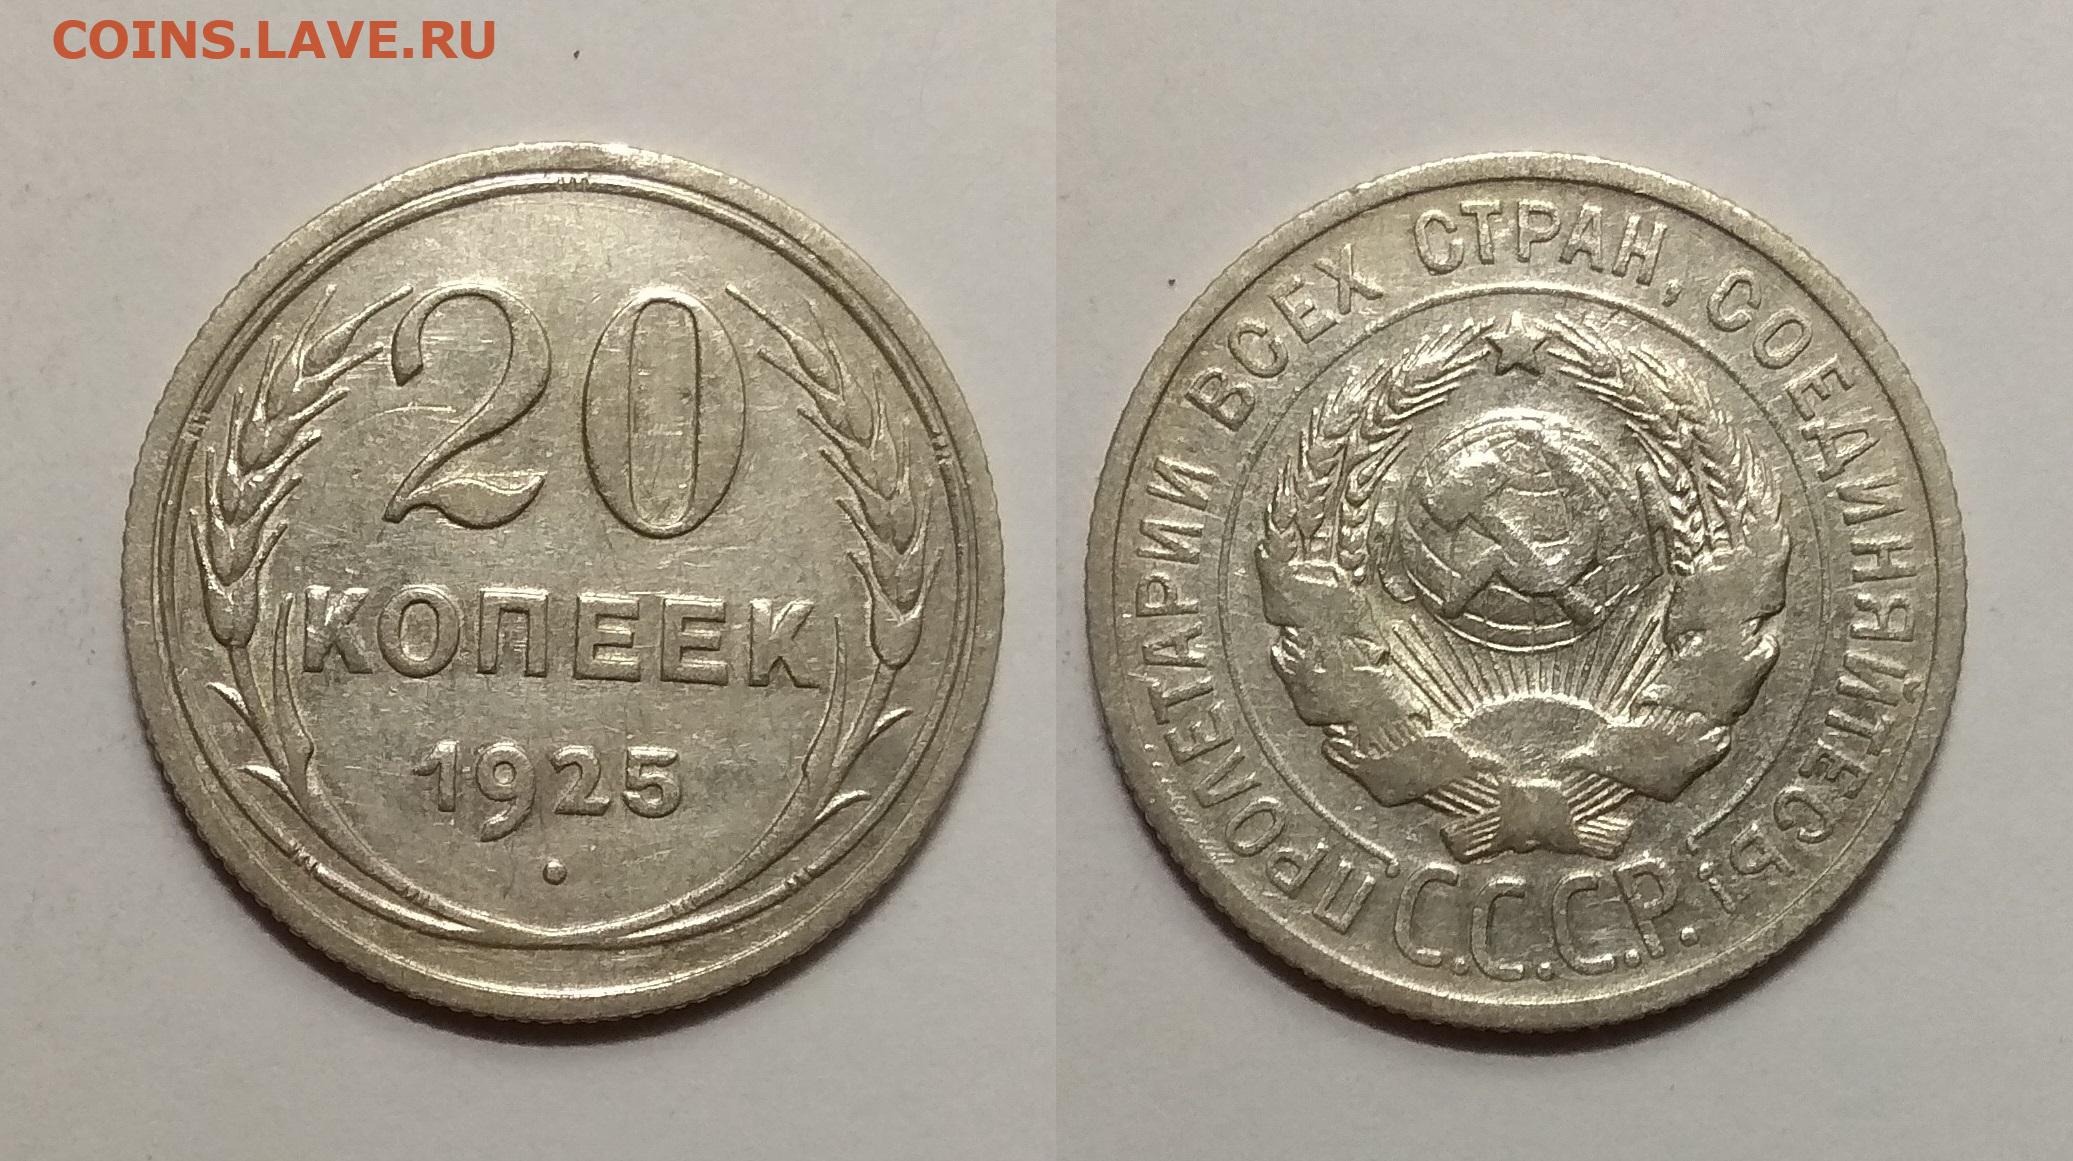 COINS.LAVE.RU
20
КОПЕЕК
1925
ПРОЛЕТАРИИ ВСЕХ СТРАН, СОЕДИНЯЙТЕСЬ!
С.С.С.Р.